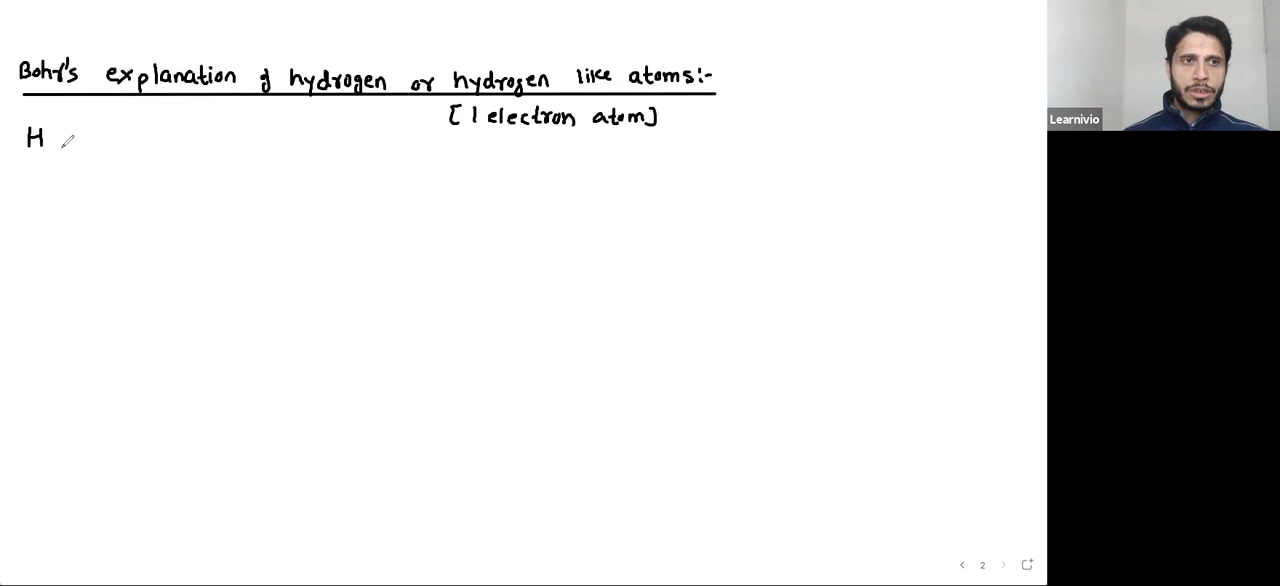 Bohr's explanation of hydrogen or hydrogen like atoms:-
[1 electron atom]
H
Learnivio
2